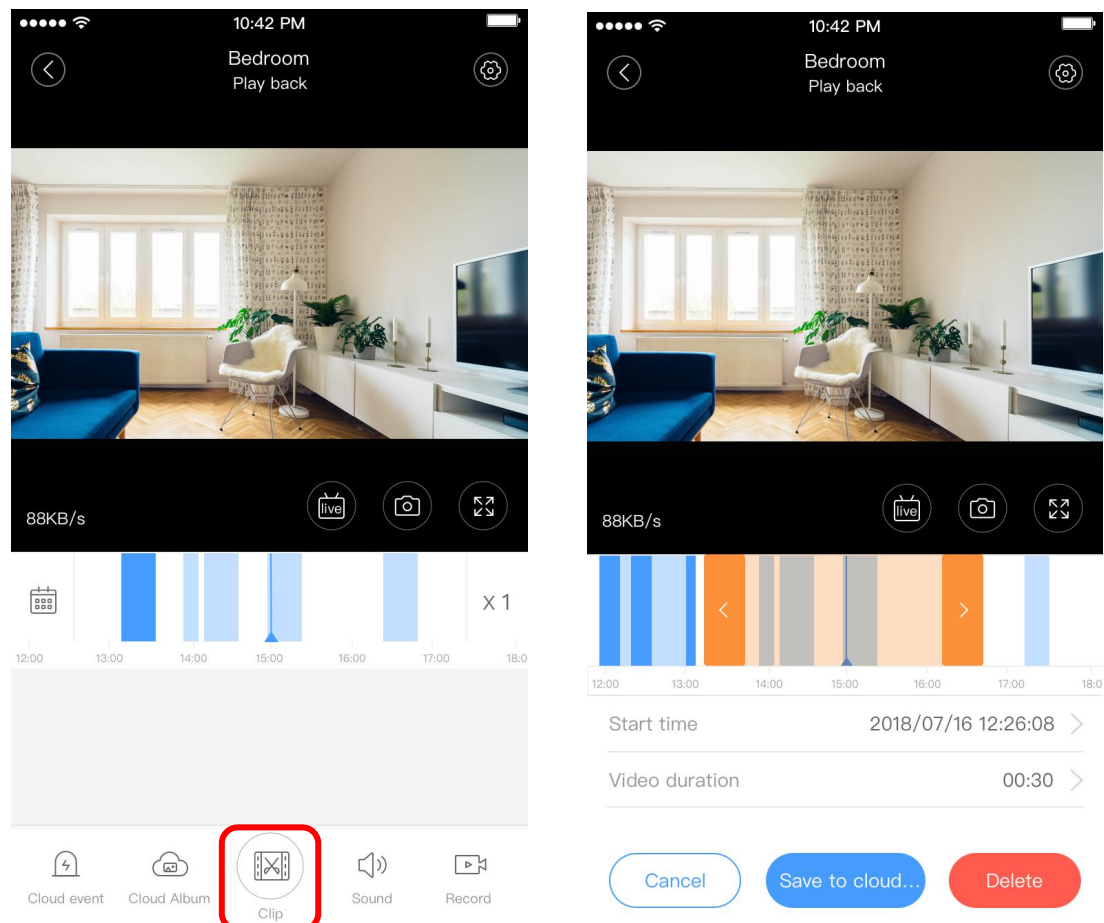 10:42 PM
Bedroom
Play back
live
88KB/s
X 1
12:00 13:00 14:00 15:00 16:00 17:00 18:0
Cloud event Cloud Album Clip Sound Record
10:42 PM
Bedroom
Play back
live
88KB/s
12:00 13:00 14:00 15:00 16:00 17:00 18:0
Start time 2018/07/16 12:26:08
Video duration 00:30
Cancel Save to cloud... Delete